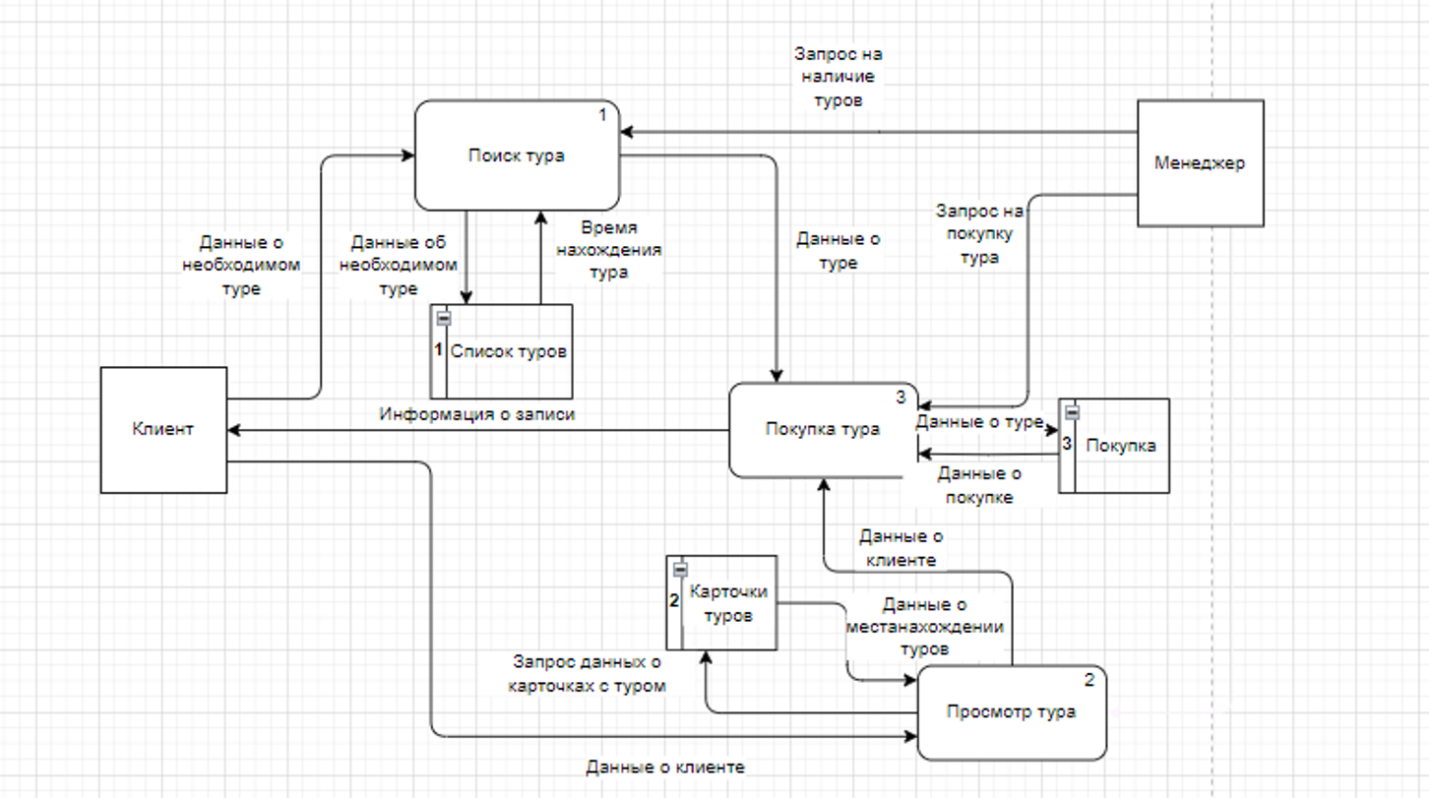 Запрос на
наличие
туров
1
Поиск тура
Менеджер
Запрос на
покупку
тура
Данные о
необходимом
туре
Данные об
необходимом
туре
Время
нахождения
тура
Данные о
туре
1
Список туров
Клиент
Информация о записи
3
Покупка тура
Данные о туре
3
Покупка
Данные о
покупке
Данные о
клиенте
2
Карточки
туров
Данные о
местанахождении
туров
Запрос данных о
карточках с туром
2
Просмотр тура
Данные о клиенте